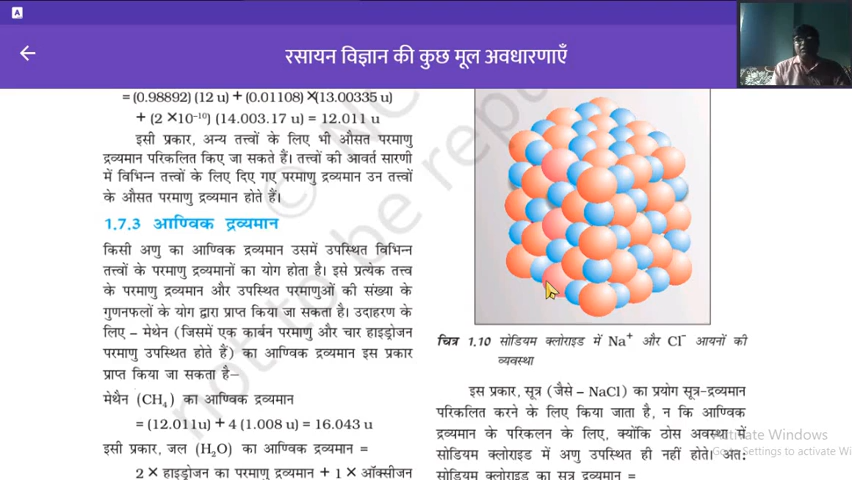 A
रसायन विज्ञान की कुछ मूल अवधारणाएँ
= (0.98892) (12 u) + (0.01108) ×(13.00335 u)
+ (2 ×10⁻¹⁰) (14.003.17 u) = 12.011 u
इसी प्रकार, अन्य तत्त्वों के लिए भी औसत परमाणु
द्रव्यमान परिकलित किए जा सकते हैं। तत्त्वों की आवर्त सारणी
में विभिन्न तत्त्वों के लिए दिए गए परमाणु द्रव्यमान उन तत्त्वों
के औसत परमाणु द्रव्यमान होते हैं।
1.7.3 आण्विक द्रव्यमान
किसी अणु का आण्विक द्रव्यमान उसमें उपस्थित विभिन्न
तत्त्वों के परमाणु द्रव्यमानों का योग होता है। इसे प्रत्येक तत्त्व
के परमाणु द्रव्यमान और उपस्थित परमाणुओं की संख्या के
गुणनफलों के योग द्वारा प्राप्त किया जा सकता है। उदाहरण के
लिए – मेथैन (जिसमें एक कार्बन परमाणु और चार हाइड्रोजन
परमाणु उपस्थित होते हैं) का आण्विक द्रव्यमान इस प्रकार
प्राप्त किया जा सकता है–
मेथैन (CH₄) का आण्विक द्रव्यमान
= (12.011u) + 4 (1.008 u) = 16.043 u
इसी प्रकार, जल (H₂O) का आण्विक द्रव्यमान =
2 × हाइड्रोजन का परमाणु द्रव्यमान + 1 × ऑक्सीजन
चित्र 1.10 सोडियम क्लोराइड में Na⁺ और Cl⁻ आयनों की
व्यवस्था
इस प्रकार, सूत्र (जैसे – NaCl) का प्रयोग सूत्र-द्रव्यमान
परिकलित करने के लिए किया जाता है, न कि आण्विक
द्रव्यमान के परिकलन के लिए, क्योंकि ठोस अवस्था में
सोडियम क्लोराइड में अणु उपस्थित ही नहीं होते। अत:
सोडियम क्लोराइड का सूत्र द्रव्यमान =
not to be
Activate Windows
Go to Settings to activate Wi